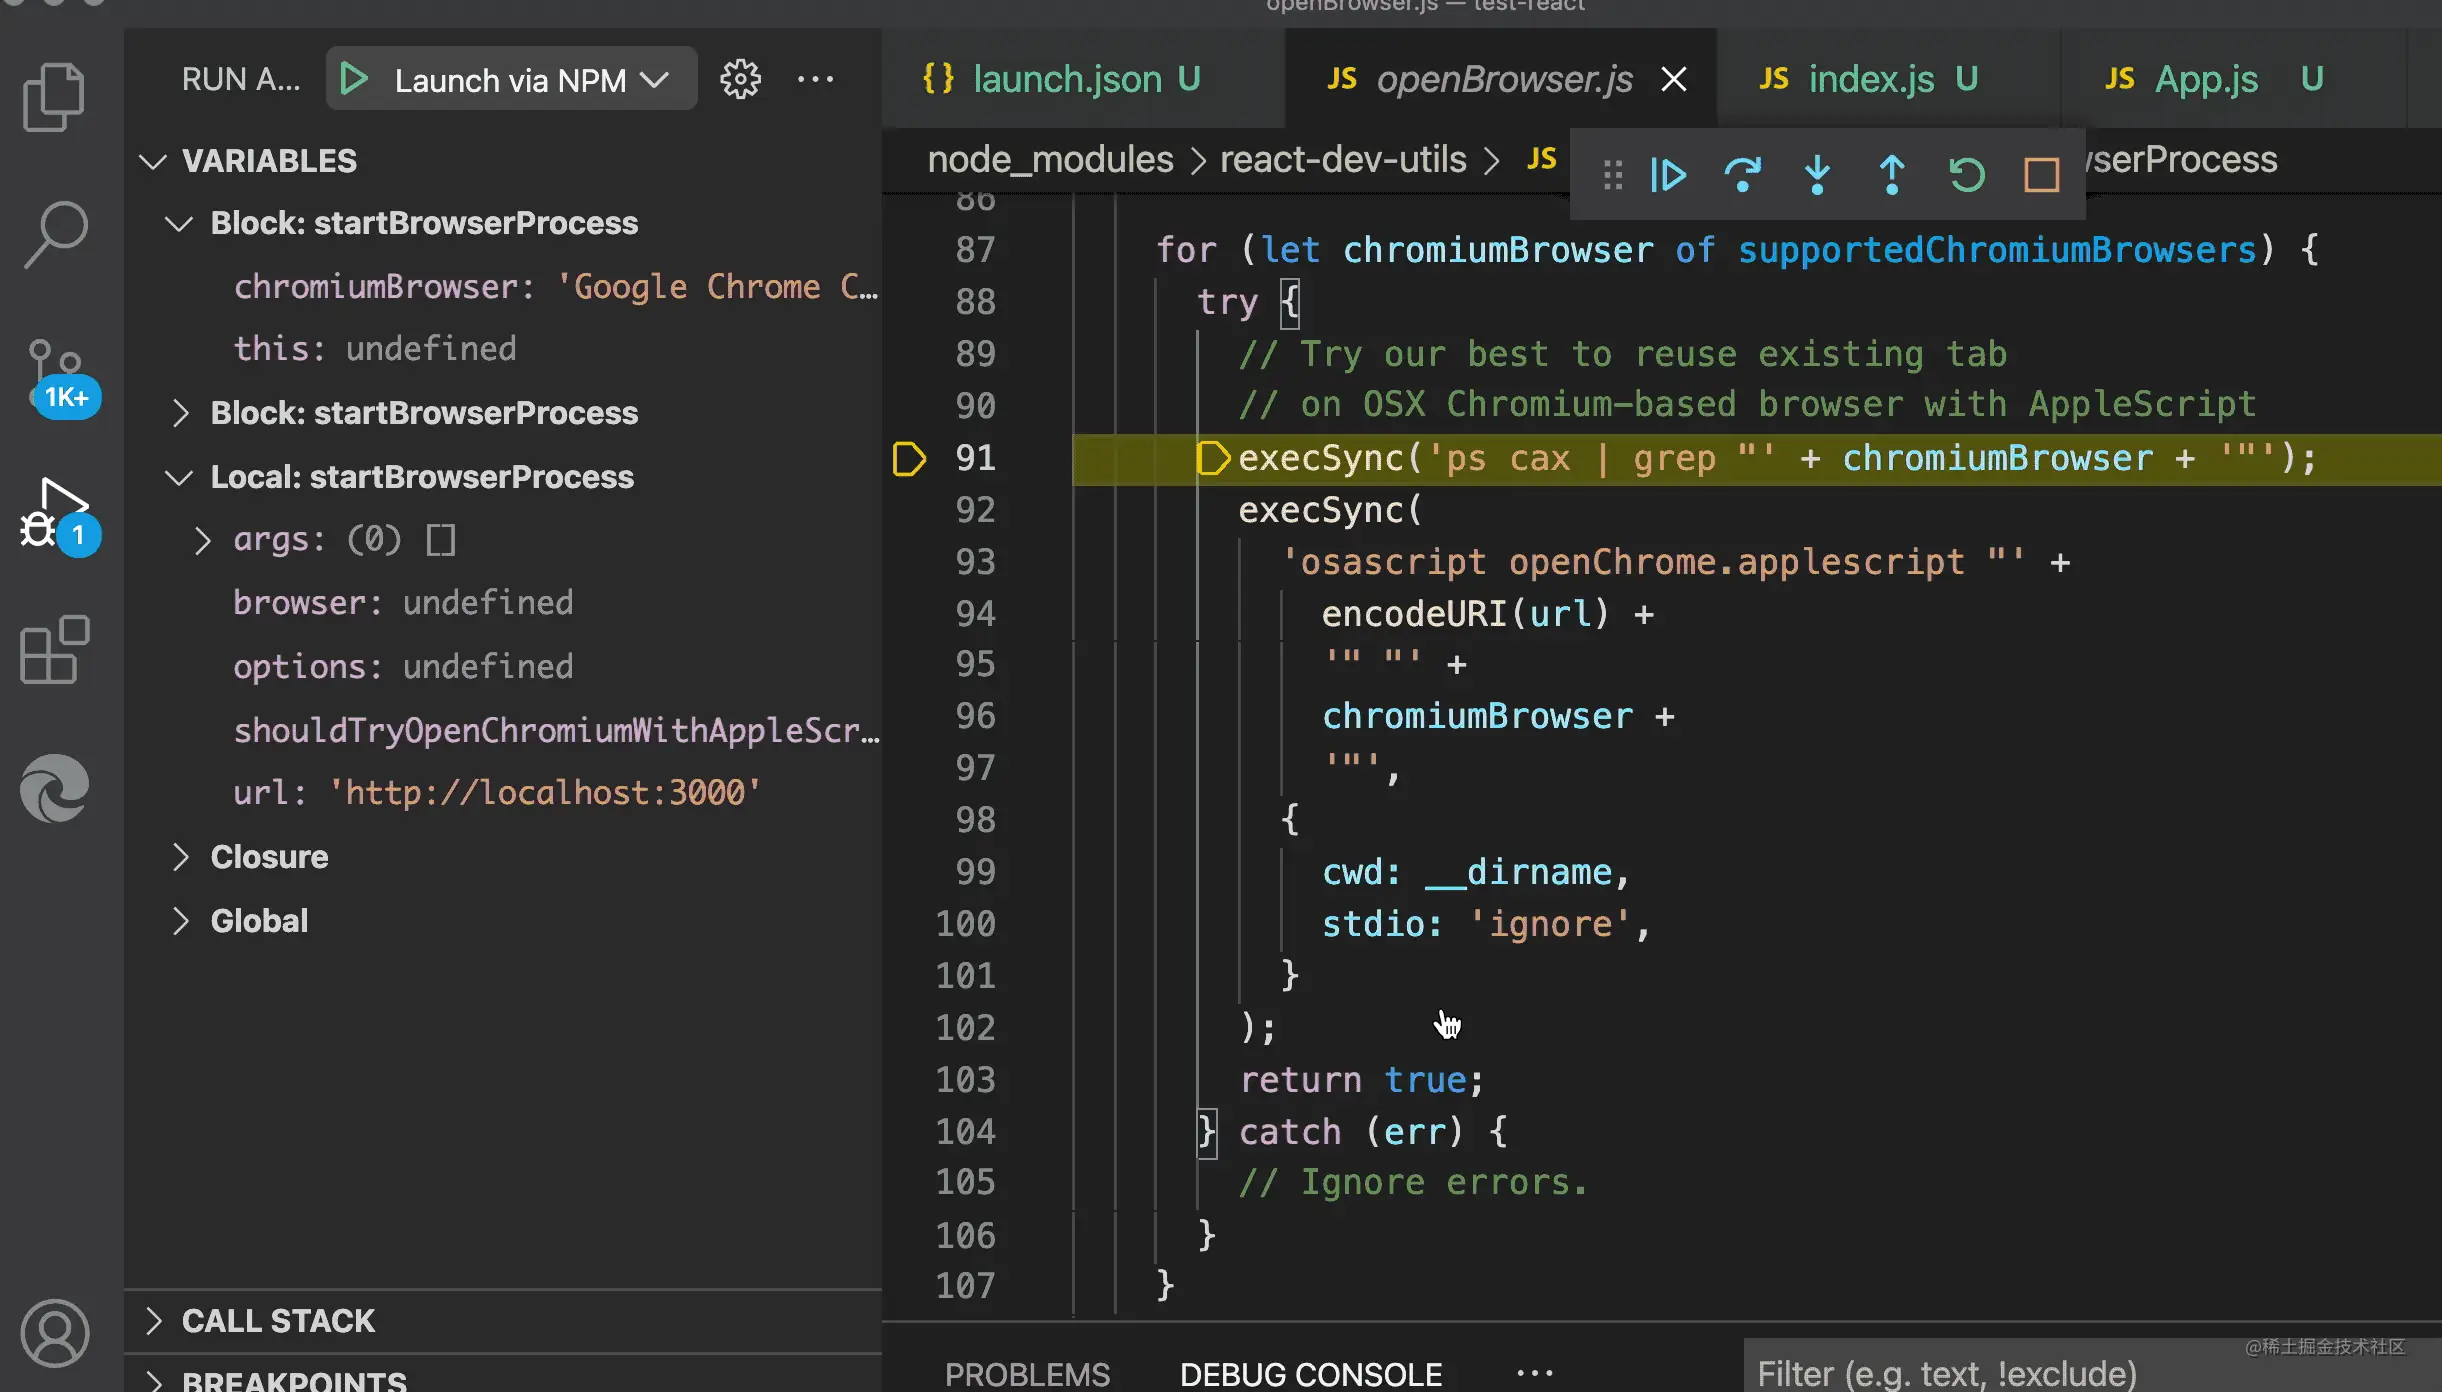 openBrowser.js — test-react
RUN A...
Launch via NPM
VARIABLES
Block: startBrowserProcess
chromiumBrowser: 'Google Chrome C…
this: undefined
Block: startBrowserProcess
Local: startBrowserProcess
args: (0) []
browser: undefined
options: undefined
shouldTryOpenChromiumWithAppleScr…
url: 'http://localhost:3000'
Closure
Global
CALL STACK
BREAKPOINTS
1K+
1
{} launch.json U
JS openBrowser.js
JS index.js U
JS App.js U
node_modules > react-dev-utils > JS
serProcess
86
87 for (let chromiumBrowser of supportedChromiumBrowsers) {
88 try {
89 // Try our best to reuse existing tab
90 // on OSX Chromium-based browser with AppleScript
91 execSync('ps cax | grep "' + chromiumBrowser + '"');
92 execSync(
93 'osascript openChrome.applescript "' +
94 encodeURI(url) +
95 '" "' +
96 chromiumBrowser +
97 '"',
98 {
99 cwd: __dirname,
100 stdio: 'ignore',
101 }
102 );
103 return true;
104 } catch (err) {
105 // Ignore errors.
106 }
107 }
PROBLEMS
DEBUG CONSOLE
Filter (e.g. text, !exclude)
@稀土掘金技术社区